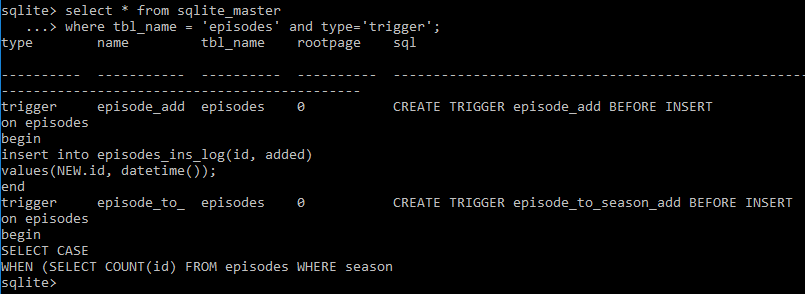 sqlite> select * from sqlite_master
   ...> where tbl_name = 'episodes' and type='trigger';
type        name         tbl_name    rootpage    sql
----------  -----------  ----------  ----------  ---------------------------------------------------
---------------------------------------------
trigger     episode_add  episodes    0           CREATE TRIGGER episode_add BEFORE INSERT
on episodes
begin
insert into episodes_ins_log(id, added)
values(NEW.id, datetime());
end
trigger     episode_to_  episodes    0           CREATE TRIGGER episode_to_season_add BEFORE INSERT
on episodes
begin
SELECT CASE
WHEN (SELECT COUNT(id) FROM episodes WHERE season
sqlite>